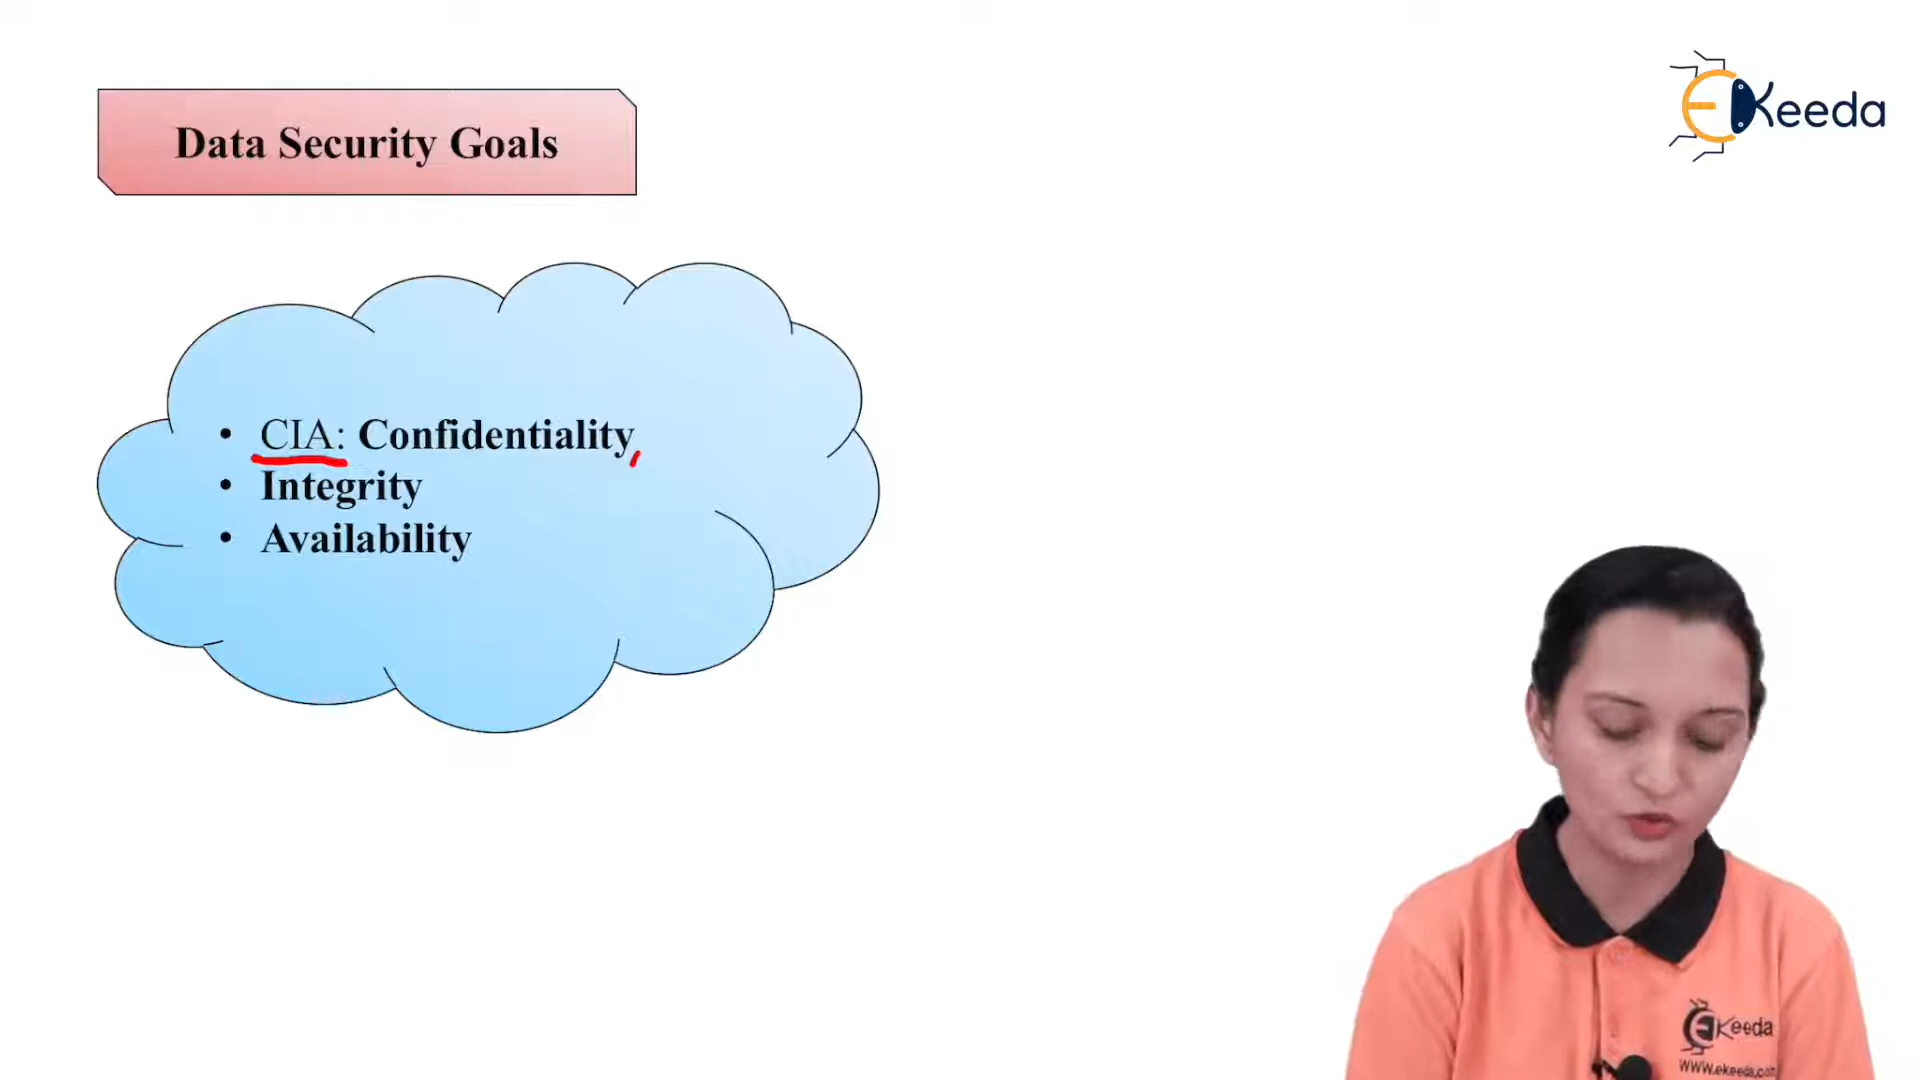 Data Security Goals
EKeeda
• CIA: Confidentiality,
• Integrity
• Availability
EKeeda
www.ekeeda.com